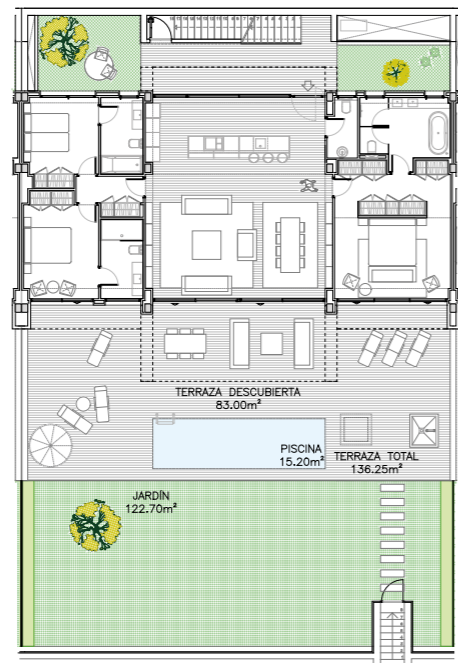 TERRAZA DESCUBIERTA
83.00m²
PISCINA
15.20m²
TERRAZA TOTAL
136.25m²
JARDÍN
122.70m²